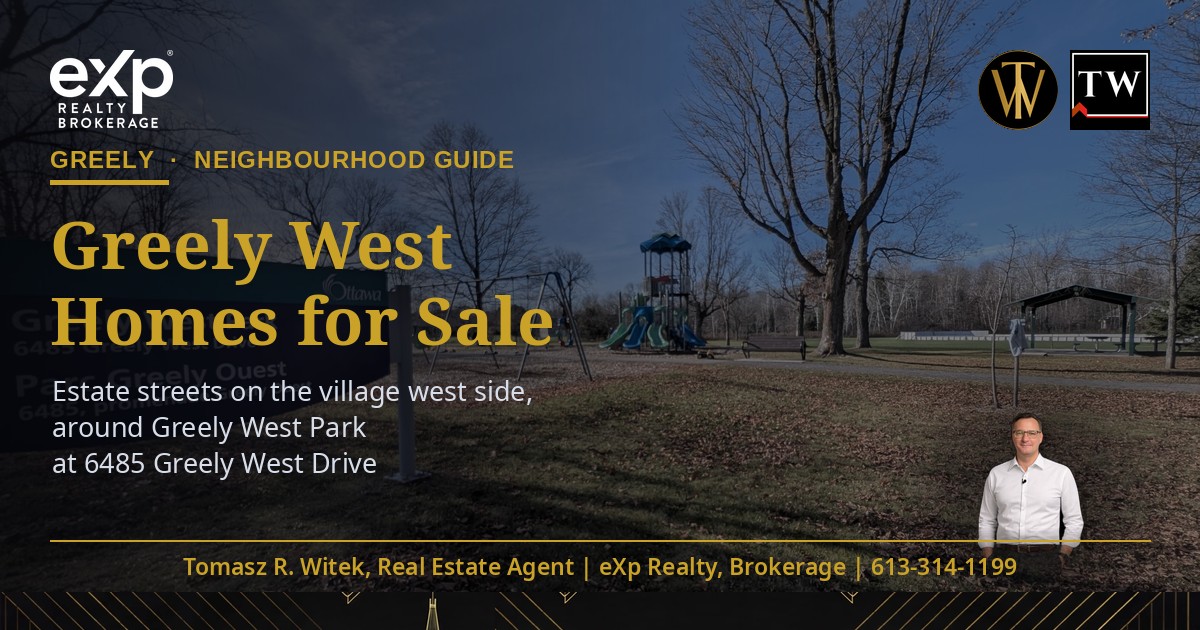 eXp®
REALTY
BROKERAGE
TW
TW
GREELY · NEIGHBOURHOOD GUIDE
Greely West
Homes for Sale
Ottawa
Estate streets on the village west side,
around Greely West Park
at 6485 Greely West Drive
Tomasz R. Witek, Real Estate Agent | eXp Realty, Brokerage | 613-314-1199